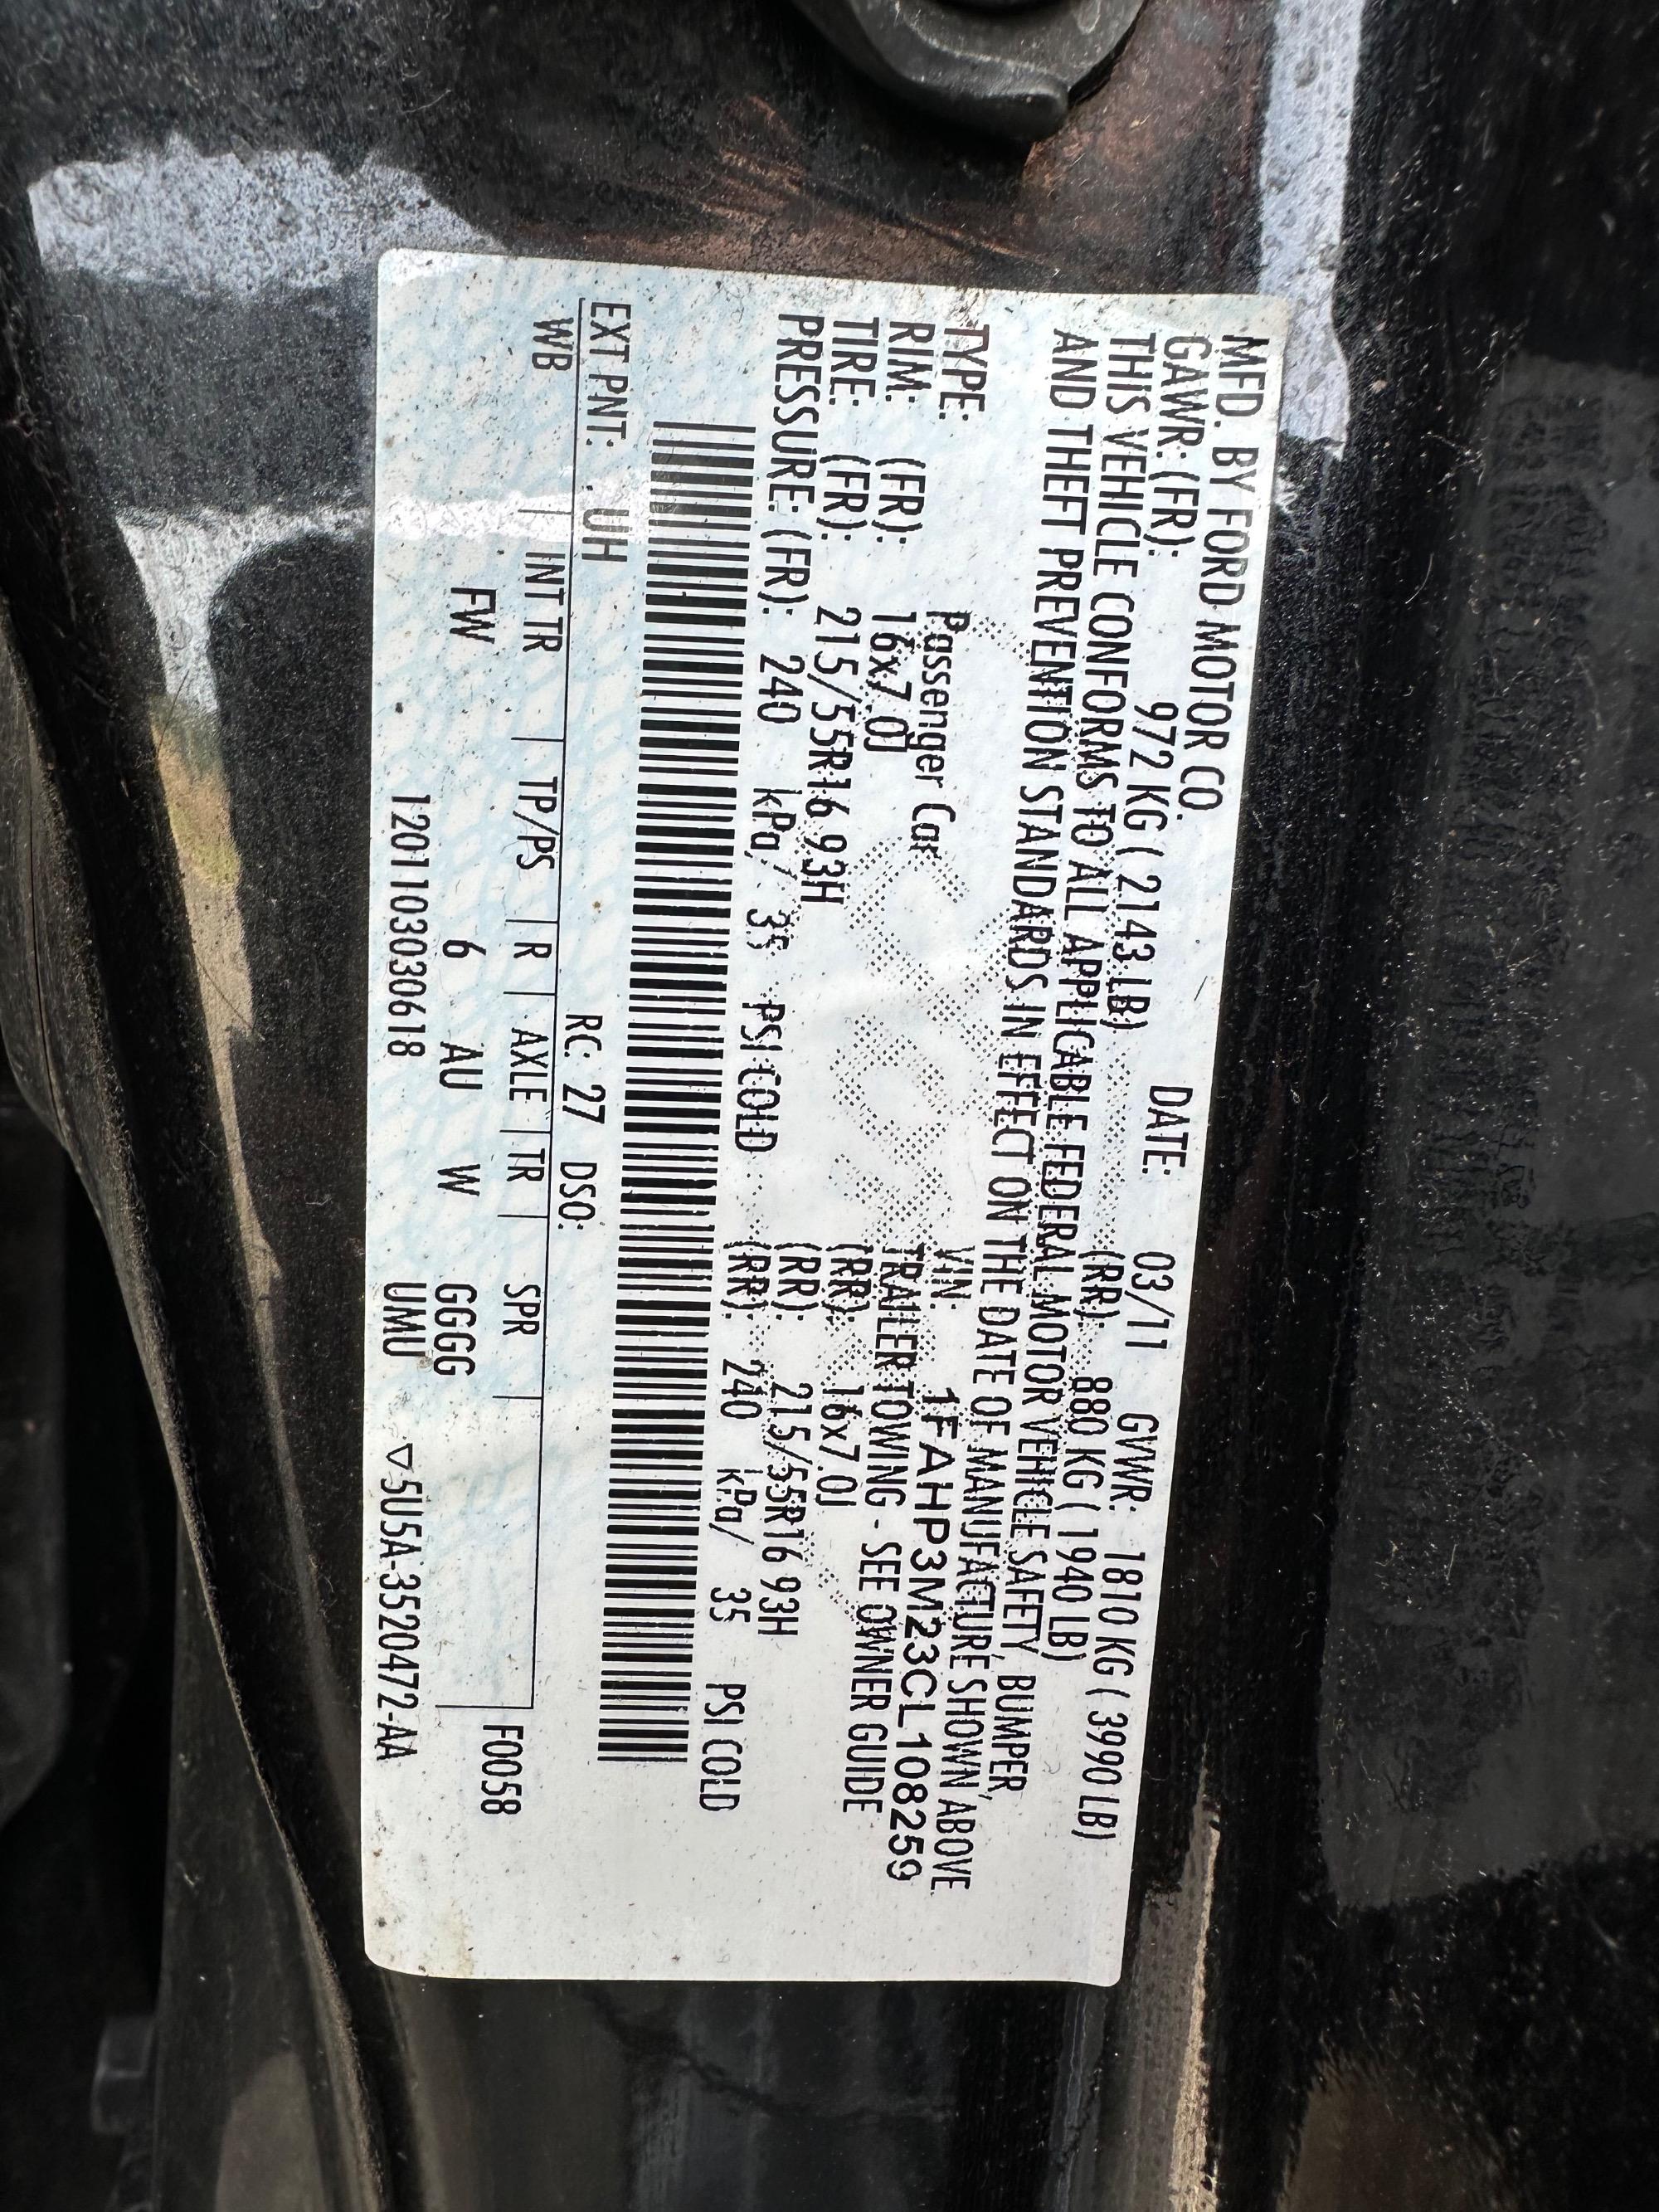 MFD. BY FORD MOTOR CO. DATE: 03/11 GVWR: 1810 KG ( 3990 LB)
GAWR: (FR): 972 KG ( 2143 LB) (RR): 880 KG ( 1940 LB)
THIS VEHICLE CONFORMS TO ALL APPLICABLE FEDERAL MOTOR VEHICLE SAFETY, BUMPER,
AND THEFT PREVENTION STANDARDS IN EFFECT ON THE DATE OF MANUFACTURE SHOWN ABOVE
VIN: 1FAHP3M23CL108259
TYPE: Passenger Car TRAILER TOWING - SEE OWNER GUIDE
RIM: (FR): 16x7.0J (RR): 16x7.0J
TIRE: (FR): 215/55R16 93H (RR): 215/55R16 93H
PRESSURE: (FR): 240 kPa/ 35 PSI COLD (RR): 240 kPa/ 35 PSI COLD
EXT PNT: UH RC: 27 DSO:
WB INT TR TP/PS R AXLE TR SPR F0058
FW 6 AU W GGGG
12011030306​18 UMU ▽5U5A-3520472-AA